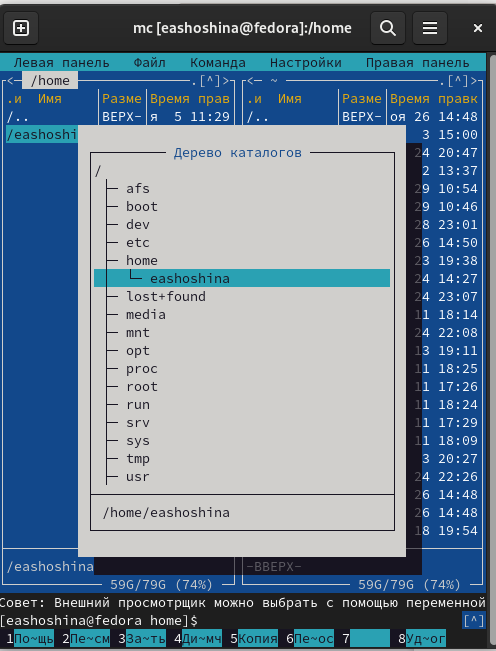 mc [eashoshina@fedora]:/home
Левая панель Файл Команда Настройки Правая панель
<— /home .[^]> <— ~ .[^]>
.и Имя Разме Время прав .и Имя Разме Время правк
/.. ВЕРХ- я 5 11:29 /.. ВЕРХ- оя 26 14:48
/eashoshi 3 15:00
Дерево каталогов 24 20:47
/ 2 13:37
afs 29 10:54
boot 29 10:46
dev 28 23:01
etc 26 14:50
home 23 19:38
eashoshina 24 14:27
lost+found 24 23:07
media 11 18:14
mnt 24 22:08
opt 13 19:11
proc 11 18:25
root 11 17:26
run 11 18:24
srv 11 17:29
sys 11 18:09
tmp 3 20:27
usr 24 22:26
26 14:48
/home/eashoshina 26 14:48
18 19:54
/eashoshina -ВВЕРХ-
59G/79G (74%) 59G/79G (74%)
Совет: Внешний просмотрщик можно выбрать с помощью переменной
[eashoshina@fedora home]$ [^]
1По~щь 2Пе~см 3За~ть 4Ди~мч 5Копия 6Пе~ос 7 8Уд~ог